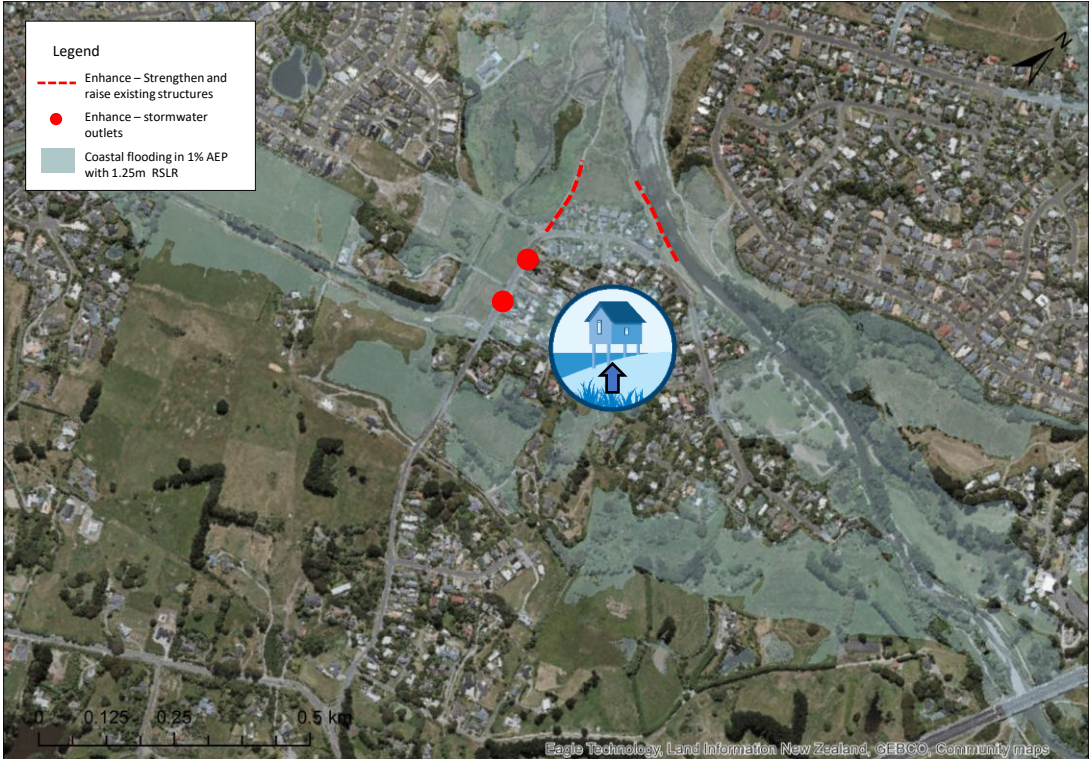 Legend
Enhance – Strengthen and
raise existing structures
Enhance – stormwater
outlets
Coastal flooding in 1% AEP
with 1.25m RSLR
N
0 0.125 0.25 0.5 km
Eagle Technology, Land Information New Zealand, GEBCO, Community maps